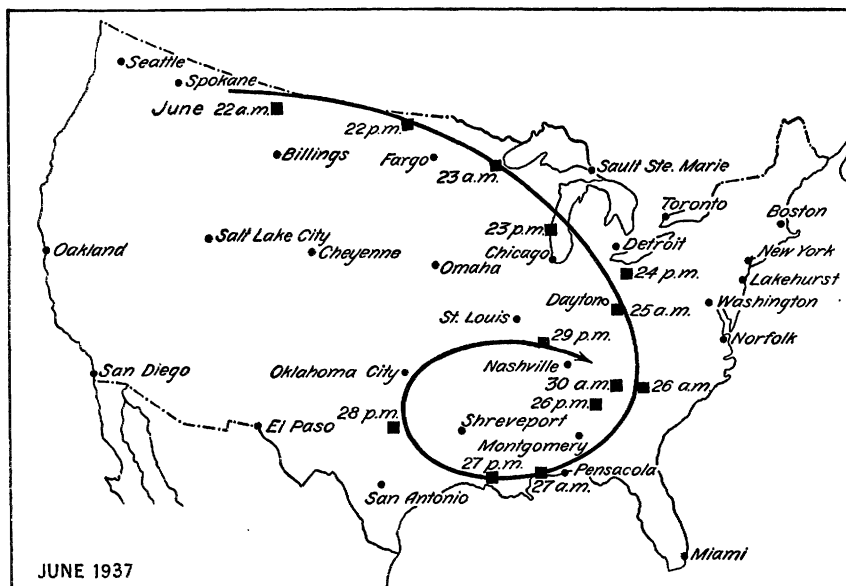 Seattle
Spokane
June 22 a.m.
22 p.m.
Billings
Fargo
23 a.m.
Sault Ste. Marie
Toronto
Boston
23 p.m.
Salt Lake City
Oakland
Cheyenne
Chicago
Detroit
New York
Omaha
24 p.m.
Lakehurst
Dayton
25 a.m.
Washington
St. Louis
29 p.m.
Norfolk
San Diego
Oklahoma City
Nashville
30 a.m.
26 a.m.
26 p.m.
28 p.m.
El Paso
Shreveport
Montgomery
27 p.m.
Pensacola
27 a.m.
San Antonio
Miami
JUNE 1937